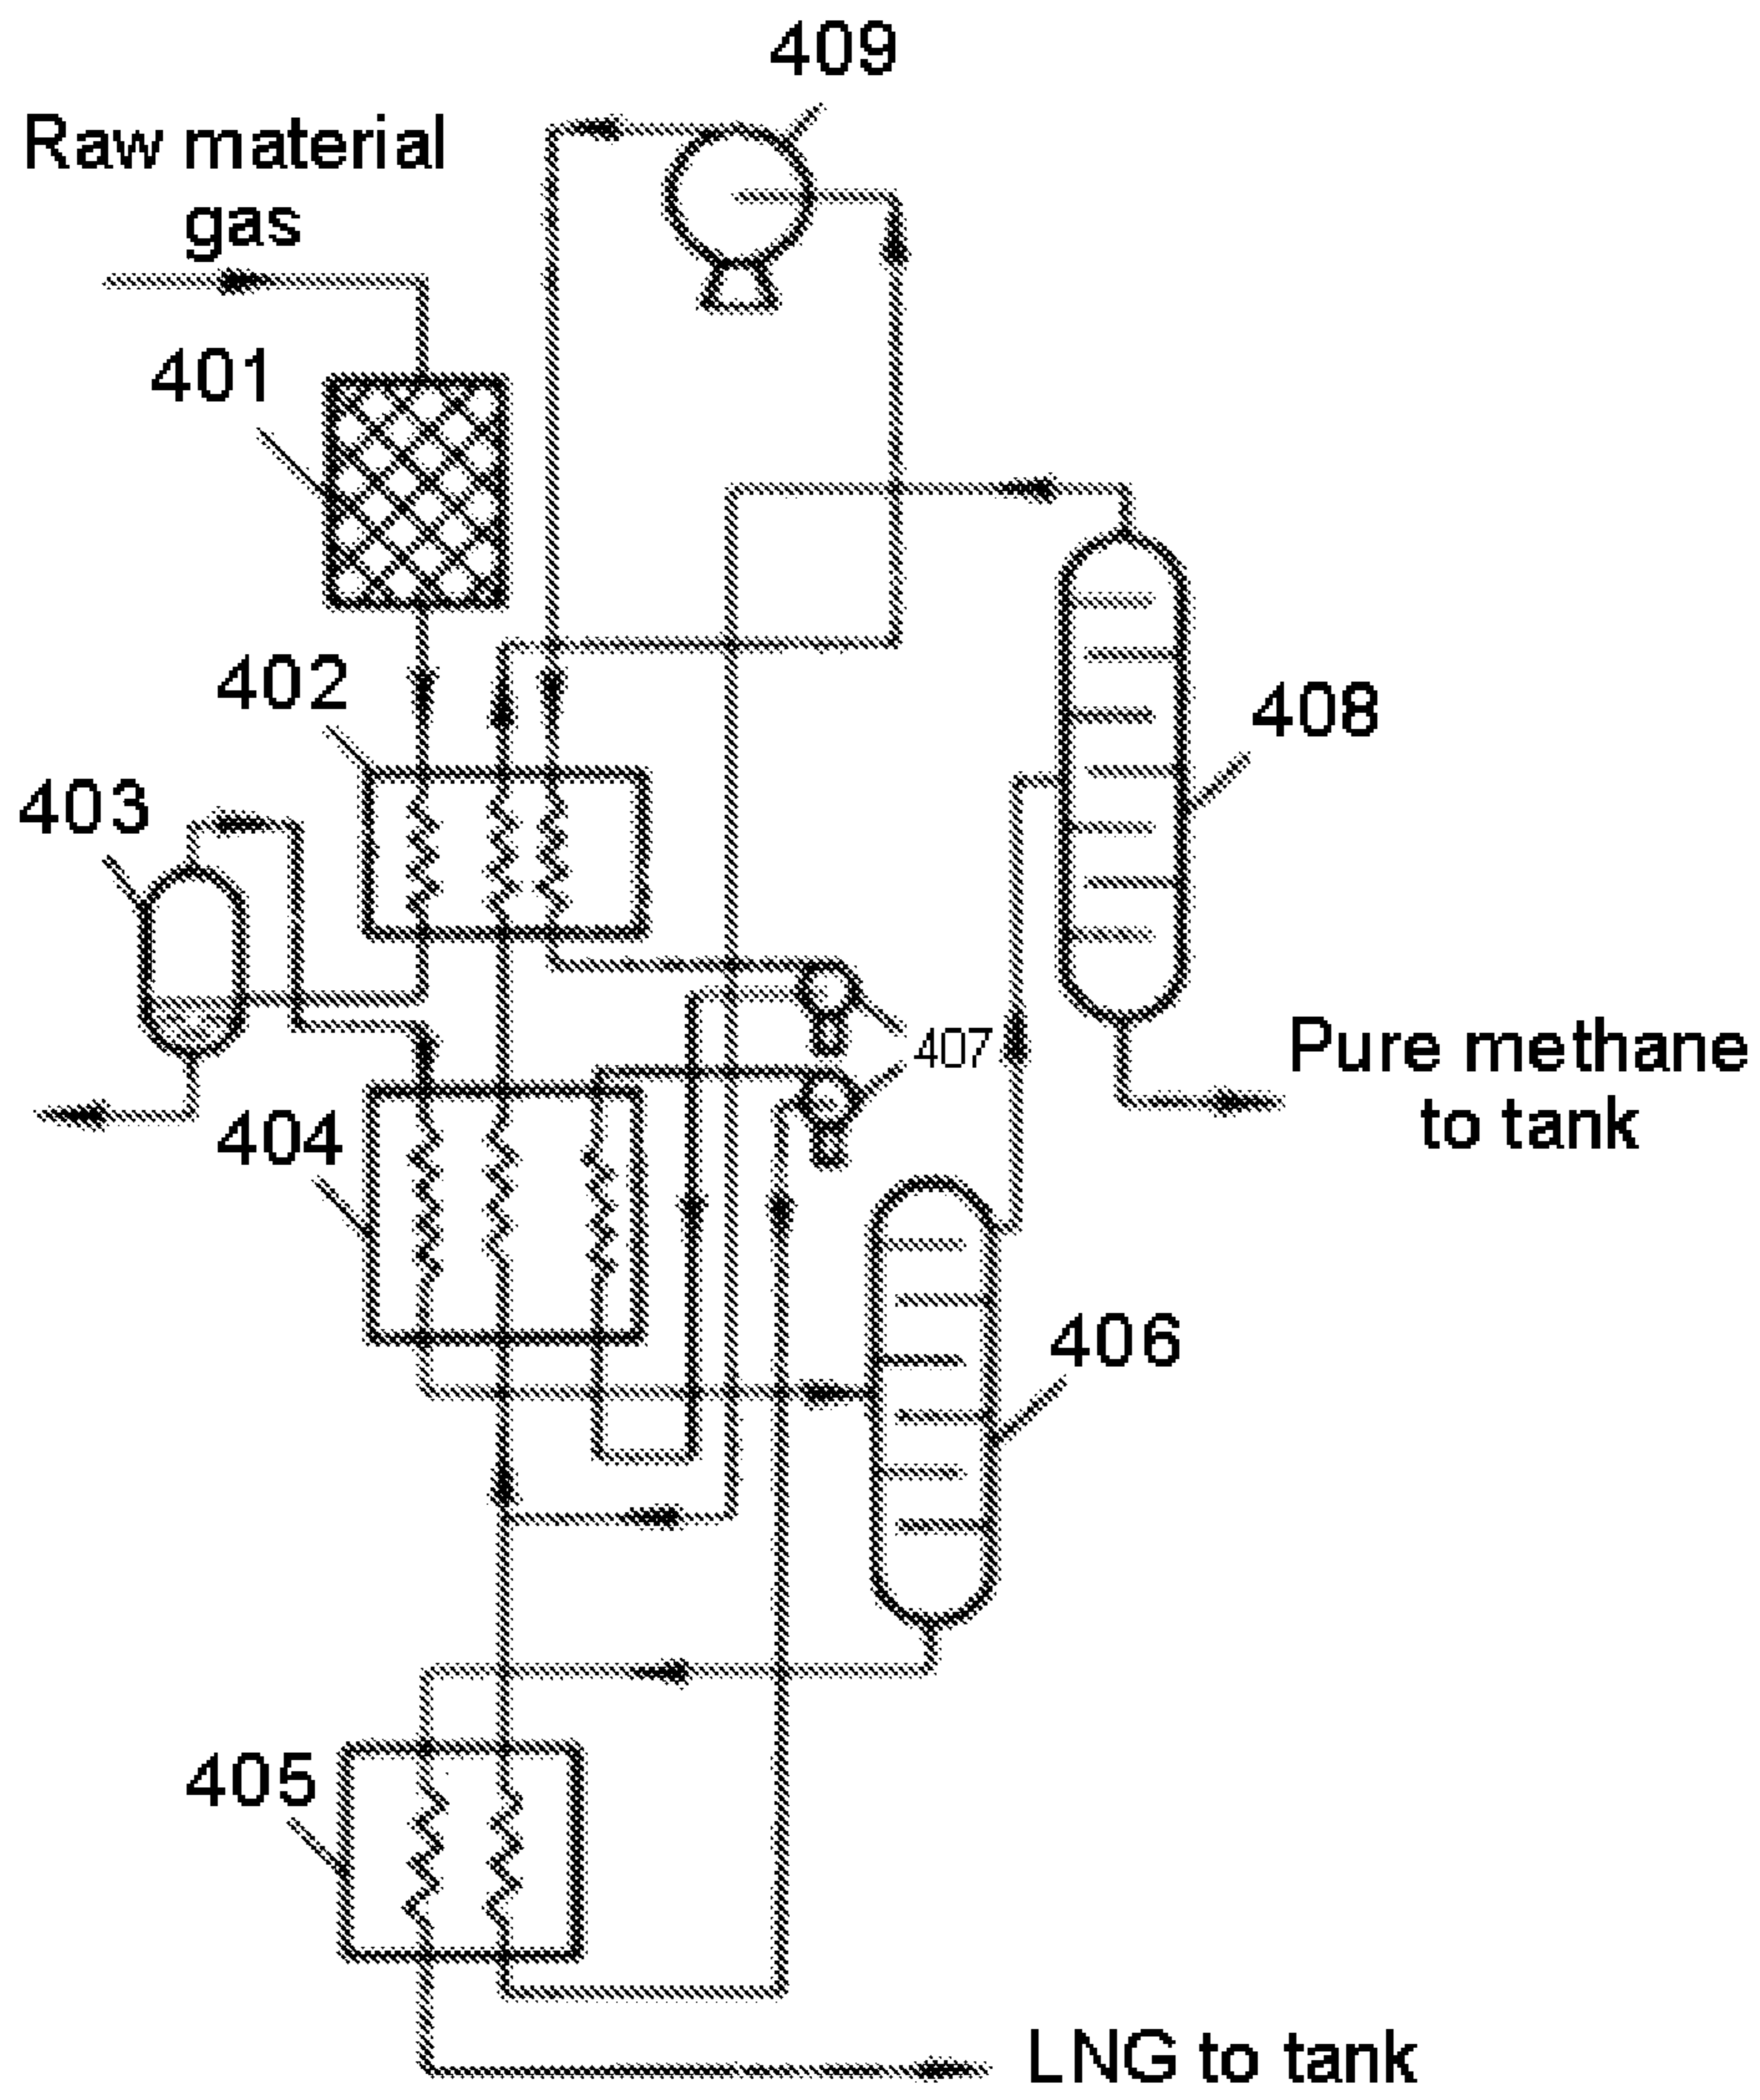 409
Raw material
gas
401
402
408
403
407
Pure methane
to tank
404
406
405
LNG to tank